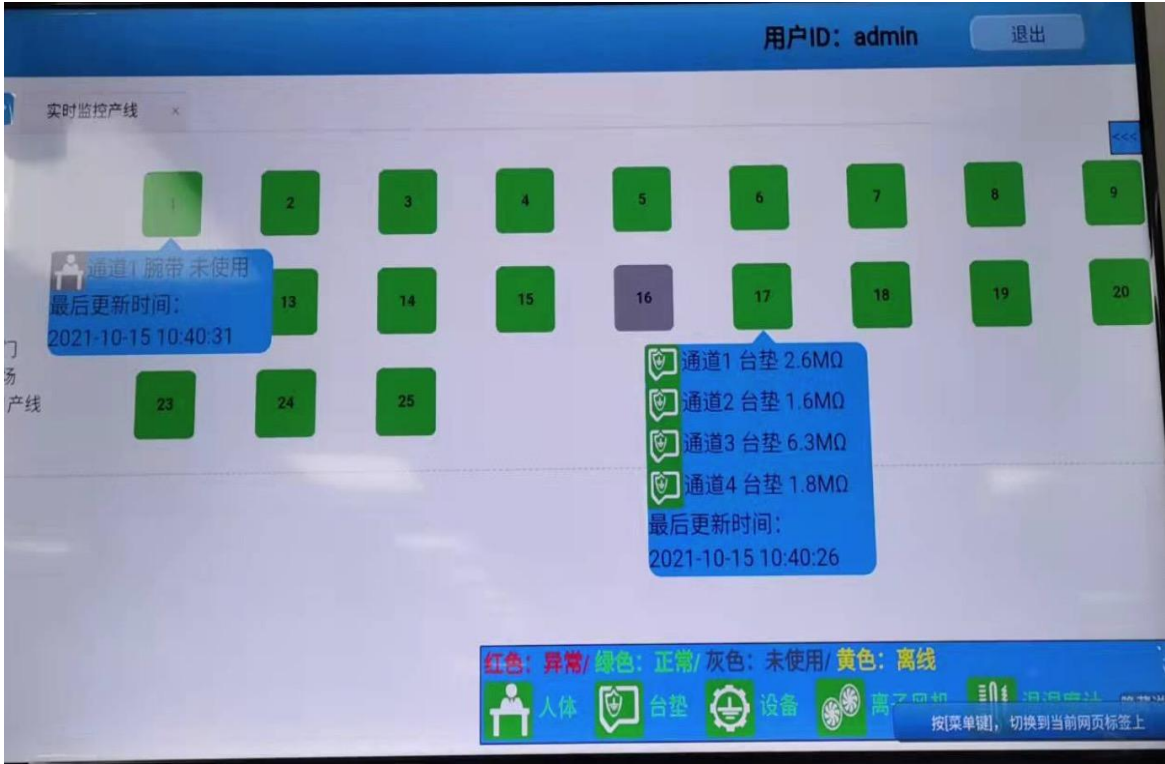 用户ID：admin
退出
实时监控产线 ×
<<<
1 2 3 4 5 6 7 8 9
通道1 腕带 未使用
最后更新时间：
2021-10-15 10:40:31
13 14 15 16 17 18 19 20
门
场
产线
23 24 25
通道1 台垫 2.6MΩ
通道2 台垫 1.6MΩ
通道3 台垫 6.3MΩ
通道4 台垫 1.8MΩ
最后更新时间：
2021-10-15 10:40:26
红色：异常/绿色：正常/灰色：未使用/黄色：离线
人体 台垫 设备
按[菜单键]，切换到当前网页标签上